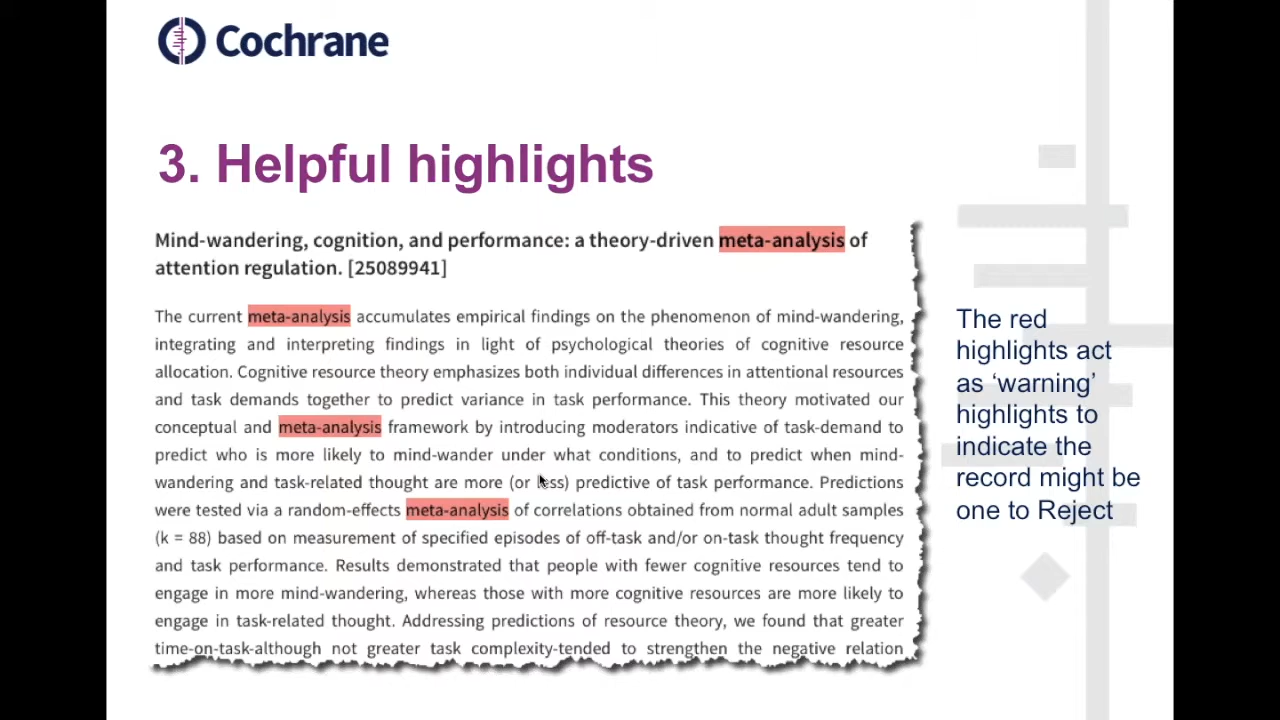 Cochrane
3. Helpful highlights
Mind-wandering, cognition, and performance: a theory-driven meta-analysis of
attention regulation. [25089941]
The current meta-analysis accumulates empirical findings on the phenomenon of mind-wandering,
integrating and interpreting findings in light of psychological theories of cognitive resource
allocation. Cognitive resource theory emphasizes both individual differences in attentional resources
and task demands together to predict variance in task performance. This theory motivated our
conceptual and meta-analysis framework by introducing moderators indicative of task-demand to
predict who is more likely to mind-wander under what conditions, and to predict when mind-
wandering and task-related thought are more (or less) predictive of task performance. Predictions
were tested via a random-effects meta-analysis of correlations obtained from normal adult samples
(k = 88) based on measurement of specified episodes of off-task and/or on-task thought frequency
and task performance. Results demonstrated that people with fewer cognitive resources tend to
engage in more mind-wandering, whereas those with more cognitive resources are more likely to
engage in task-related thought. Addressing predictions of resource theory, we found that greater
time-on-task-although not greater task complexity-tended to strengthen the negative relation
The red
highlights act
as ‘warning’
highlights to
indicate the
record might be
one to Reject